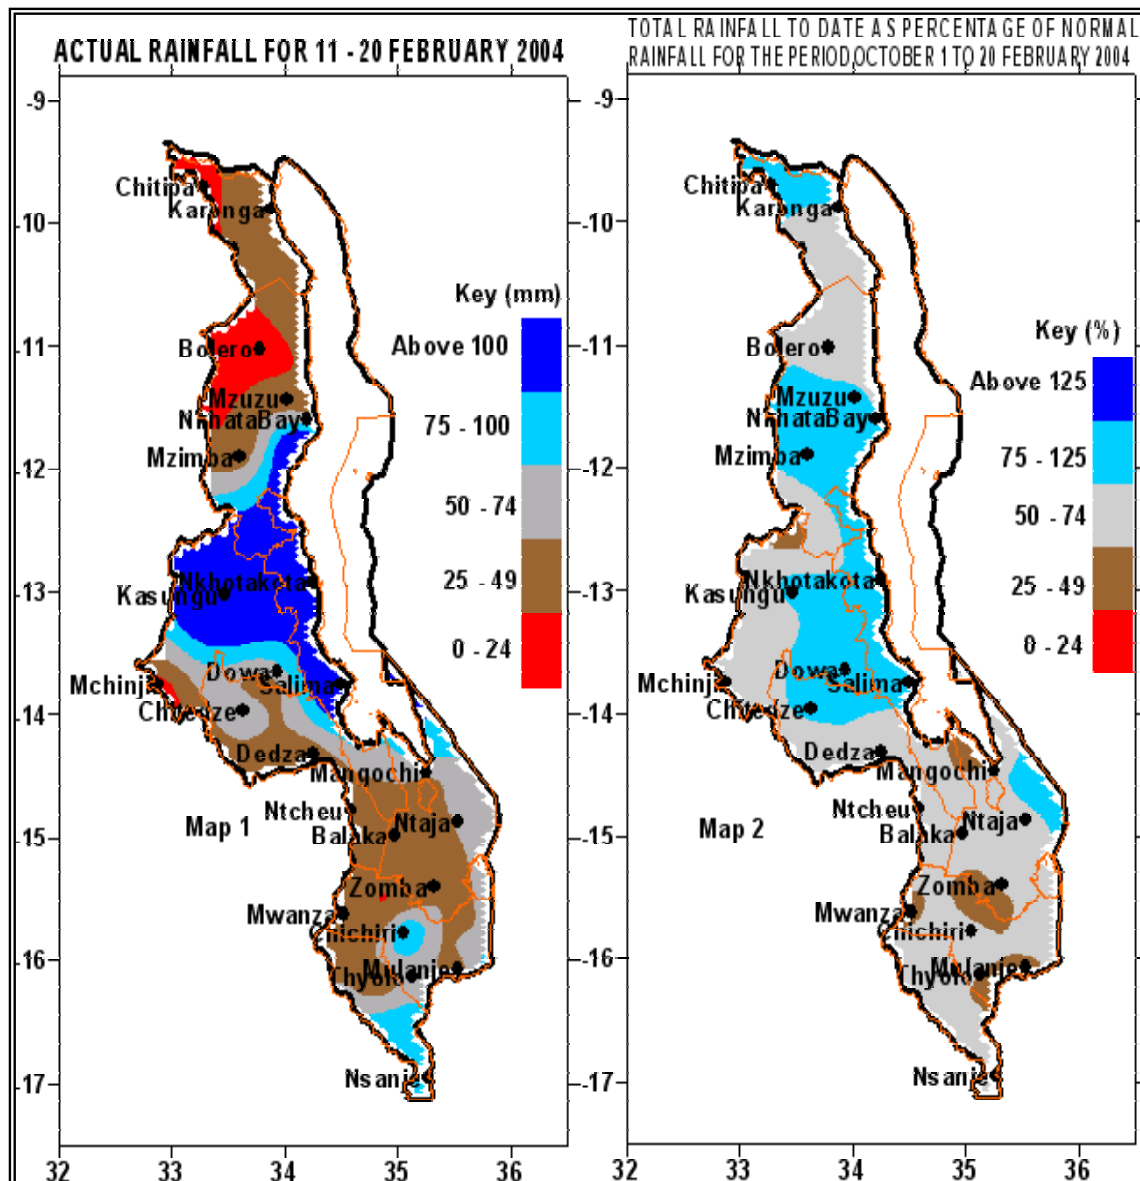 ACTUAL RAINFALL FOR 11 - 20 FEBRUARY 2004
-9
Chitipa
-10
Karonga
Key (mm)
Above 100
-11
Bolero
Mzuzu
75 - 100
-12
Mzimba
50 - 74
25 - 49
-13
Nkhotakota
Kasungu
0 - 24
Dowa
Mchinji
Salima
-14
Chitedze
Dedza
Mangochi
Ntcheu
Map 1
Ntaja
-15
Balaka
Zomba
Mwanza
Chichiri
-16
Mulanje
Nsanje
-17
32 33 34 35 36
TOTAL RAINFALL TO DATE AS PERCENTAGE OF NORMAL
RAINFALL FOR THE PERIOD,OCTOBER 1 TO 20 FEBRUARY 2004
-9
Chitipa
-10
Karonga
Key (%)
-11
Bolero
Above 125
Mzuzu
75 - 125
-12
Mzimba
50 - 74
Nkhotakota
25 - 49
-13
Kasungu
0 - 24
Dowa
Mchinji
Salima
-14
Chitedze
Dedza
Mangochi
Ntcheu
Map 2
Ntaja
-15
Balaka
Zomba
Mwanza
Chichiri
-16
Mulanje
Nsanje
-17
32 33 34 35 36